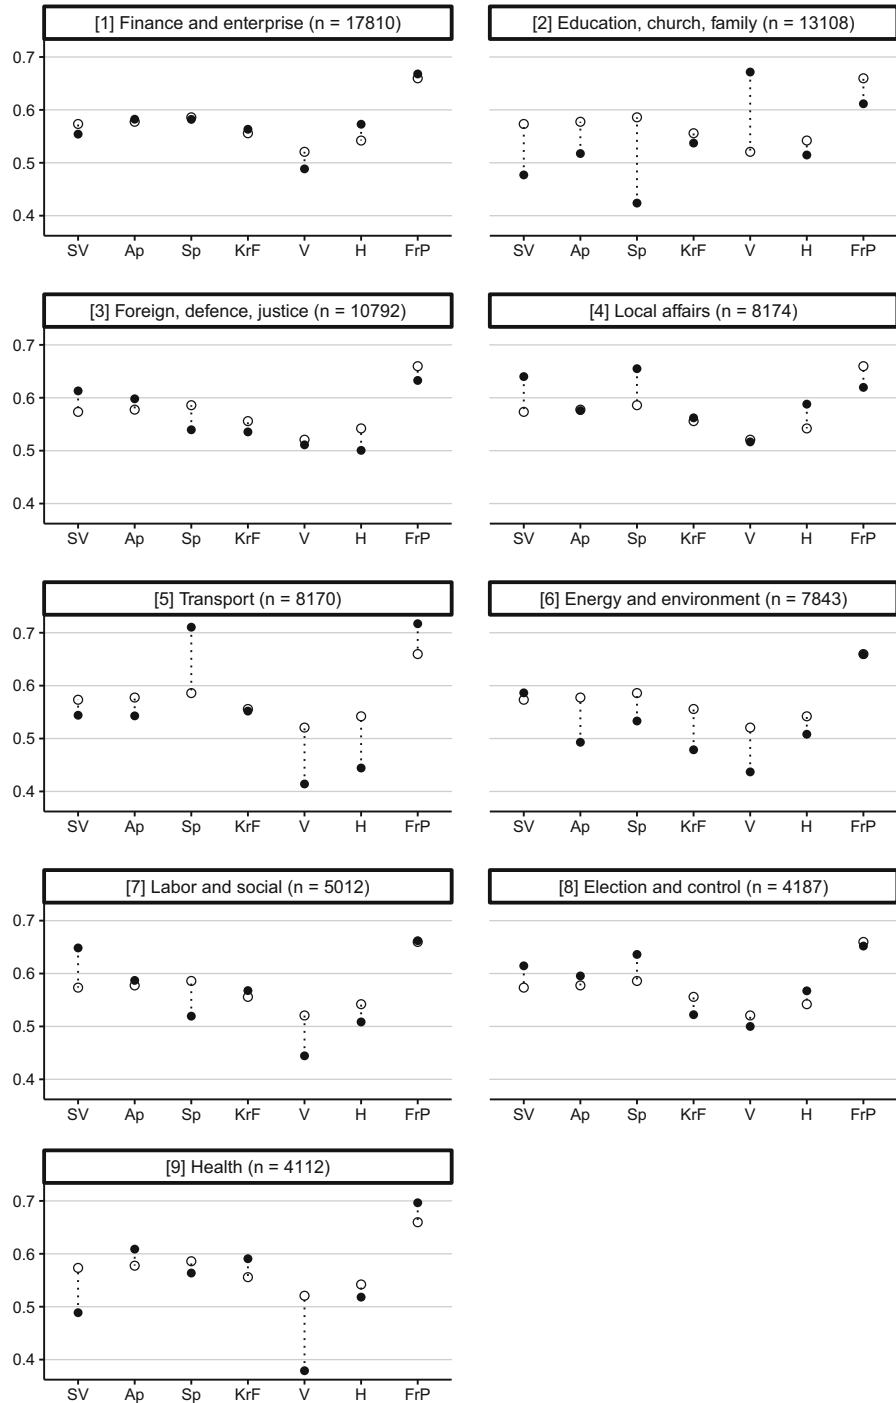 [1] Finance and enterprise (n = 17810)
[2] Education, church, family (n = 13108)
0.7
0.6
0.5
0.4
SV Ap Sp KrF V H FrP
SV Ap Sp KrF V H FrP
[3] Foreign, defence, justice (n = 10792)
[4] Local affairs (n = 8174)
0.7
0.6
0.5
0.4
SV Ap Sp KrF V H FrP
SV Ap Sp KrF V H FrP
[5] Transport (n = 8170)
[6] Energy and environment (n = 7843)
0.7
0.6
0.5
0.4
SV Ap Sp KrF V H FrP
SV Ap Sp KrF V H FrP
[7] Labor and social (n = 5012)
[8] Election and control (n = 4187)
0.7
0.6
0.5
0.4
SV Ap Sp KrF V H FrP
SV Ap Sp KrF V H FrP
[9] Health (n = 4112)
0.7
0.6
0.5
0.4
SV Ap Sp KrF V H FrP